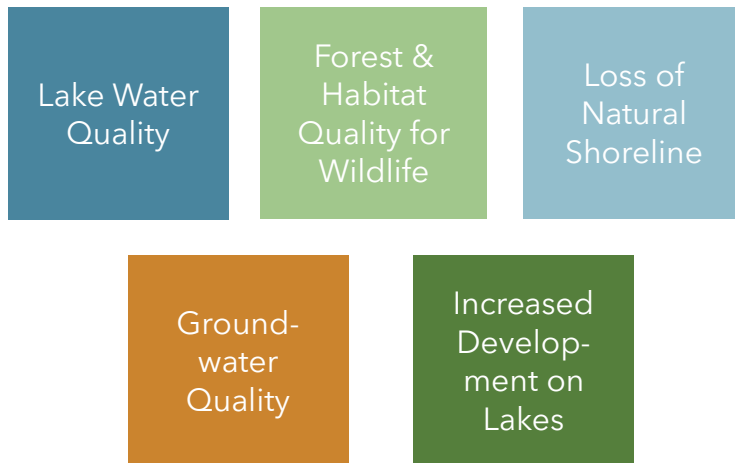 Lake Water
Quality
Forest &
Habitat
Quality for
Wildlife
Loss of
Natural
Shoreline
Ground-
water
Quality
Increased
Develop-
ment on
Lakes